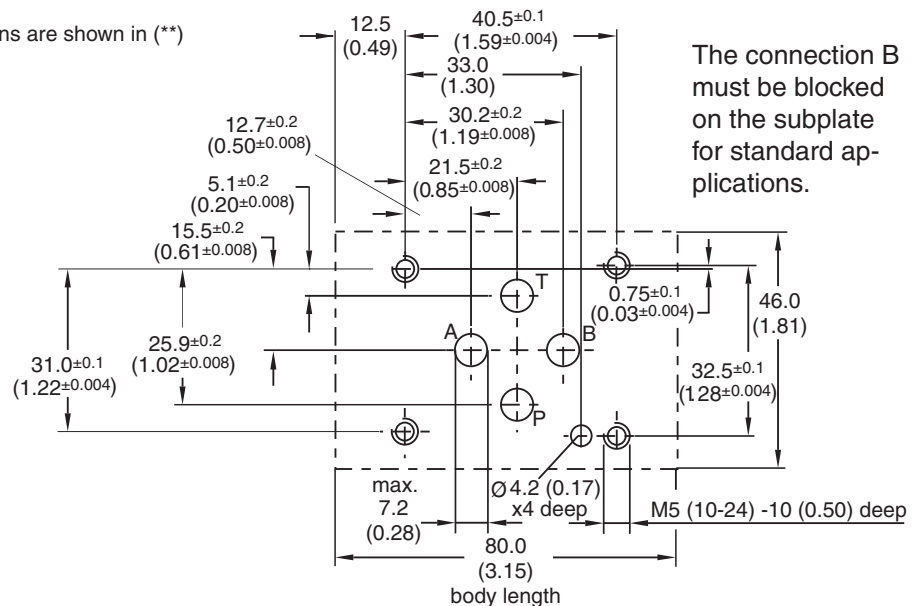 ns are shown in (**)
12.5
(0.49)
40.5±0.1
(1.59±0.004)
33.0
(1.30)
30.2±0.2
(1.19±0.008)
12.7±0.2
(0.50±0.008)
21.5±0.2
(0.85±0.008)
5.1±0.2
(0.20±0.008)
15.5±0.2
(0.61±0.008)
The connection B
must be blocked
on the subplate
for standard ap-
plications.
T
A
B
P
0.75±0.1
(0.03±0.004)
46.0
(1.81)
31.0±0.1
(1.22±0.004)
25.9±0.2
(1.02±0.008)
32.5±0.1
(1.28±0.004)
max.
7.2
(0.28)
Ø 4.2 (0.17)
x4 deep
M5 (10-24) -10 (0.50) deep
80.0
(3.15)
body length